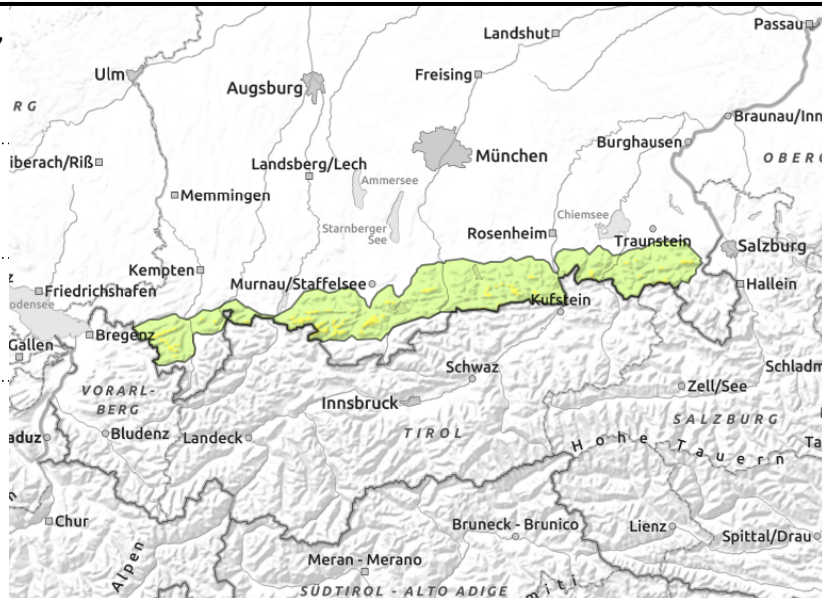 Passau
Landshut
Ulm
Freising
Augsburg
RG
Braunau/Inn
Burghausen
iberach/Riß
Landsberg/Lech
München
OBERÖ
Ammersee
Memmingen
Starnberger
See
Rosenheim
Chiemsee
Traunstein
Salzburg
Kempten
Murnau/Staffelsee
Hallein
Friedrichshafen
odensee
Kufstein
Bregenz
Gallen
Schwaz
Schladm
VORARL-
BERG
Innsbruck
Zell/See
SALZBURG
aduz
Bludenz
Landeck
TIROL
Hohe Tauern
Ta
Chur
Alpen
Bruneck - Brunico
Lienz
Spittal/Drau
Meran - Merano
SÜDTIROL - ALTO ADIGE
miti